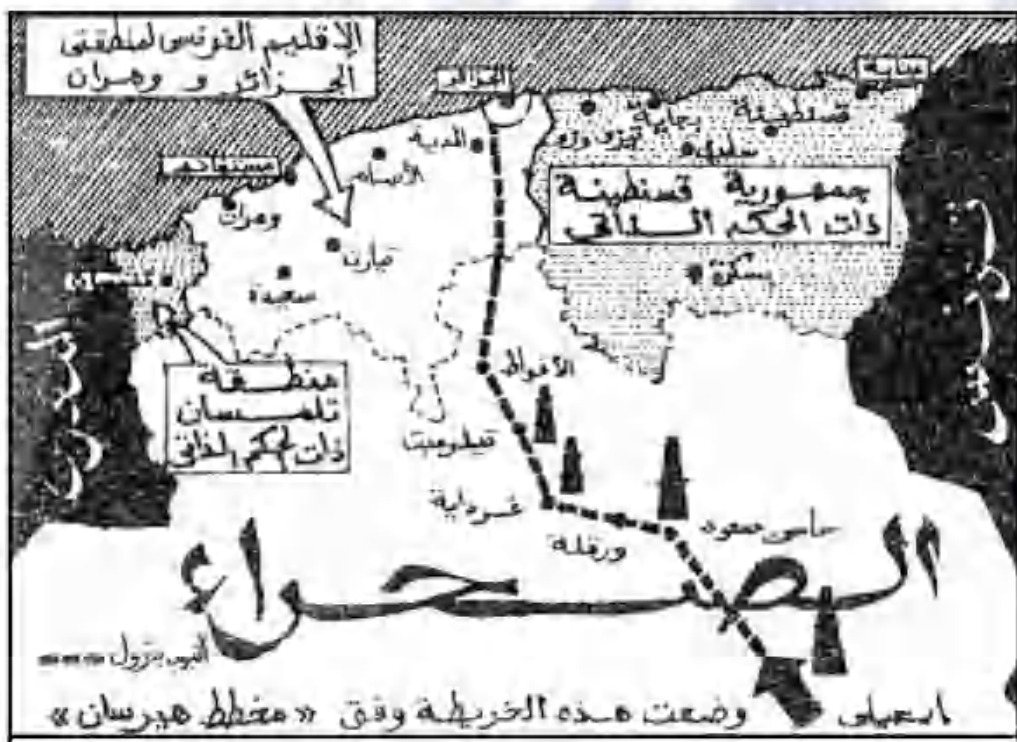 الإقليم الفرنسي لمنطقتي
الجزائر و وهران
الجزائر
عنابة
قسنطينة
بجاية
تيزي وزو
المدية
الأصنام
مستغانم
وهران
تيارت
سعيدة
تلمسان
بسكرة
جمهورية قسنطينة
ذات الحكم الذاتي
منطقة
تلمسان
ذات الحكم الذاتي
الأغواط
تيلرميت
غرداية
ورقلة
حاسي مسعود
الصحراء
وضعت هذه الخريطة وفق «مخطط هيرسان»